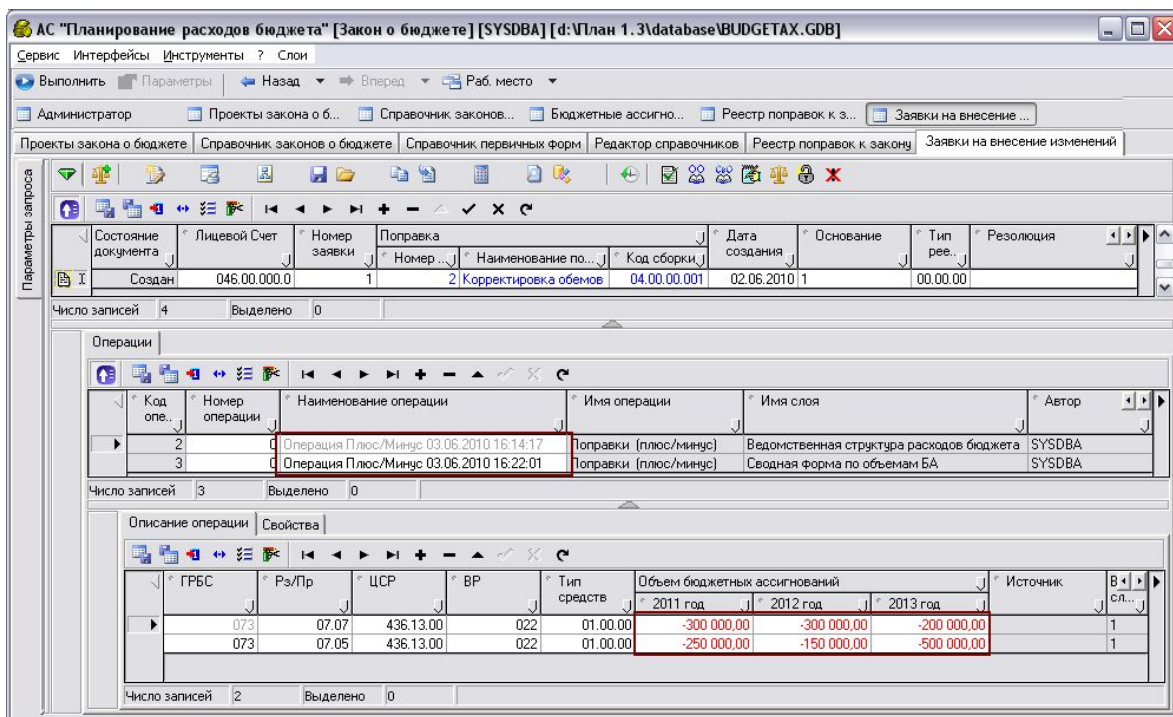 АС "Планирование расходов бюджета" [Закон о бюджете] [SYSDBA] [d:\План 1.3\database\BUDGETAX.GDB]
Сервис Интерфейсы Инструменты ? Слои
Выполнить Параметры Назад Вперед Раб. место
Администратор Проекты закона о б... Справочник законов... Бюджетные ассигно... Реестр поправок к з... Заявки на внесение ...
Проекты закона о бюджете Справочник законов о бюджете Справочник первичных форм Редактор справочников Реестр поправок к закону Заявки на внесение изменений
Параметры запроса
Состояние документа Лицевой Счет Номер заявки Поправка Дата создания Основание Тип рее.. Резолюция
Номер ... Наименование по... Код сборки
Создан 046.00.000.0 1 2 Корректировка обемов 04.00.00.001 02.06.2010 1 00.00.00
Число записей 4 Выделено 0
Операции
Код опе.. Номер операции Наименование операции Имя операции Имя слоя Автор
2 0 Операция Плюс/Минус 03.06.2010 16:14:17 Поправки (плюс/минус) Ведомственная структура расходов бюджета SYSDBA
3 0 Операция Плюс/Минус 03.06.2010 16:22:01 Поправки (плюс/минус) Сводная форма по объемам БА SYSDBA
Число записей 3 Выделено 0
Описание операции Свойства
ГРБС Рз/Пр ЦСР ВР Тип средств Объем бюджетных ассигнований Источник В сл...
2011 год 2012 год 2013 год
073 07.07 436.13.00 022 01.00.00 -300 000,00 -300 000,00 -200 000,00 1
073 07.05 436.13.00 022 01.00.00 -250 000,00 -150 000,00 -500 000,00 1
Число записей 2 Выделено 0